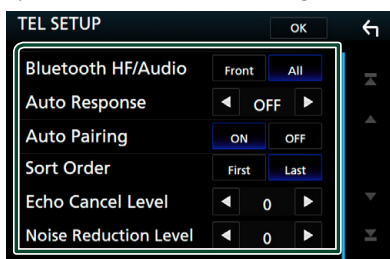 TEL SETUP OK
Bluetooth HF/Audio Front All
Auto Response OFF
Auto Pairing ON OFF
Sort Order First Last
Echo Cancel Level 0
Noise Reduction Level 0